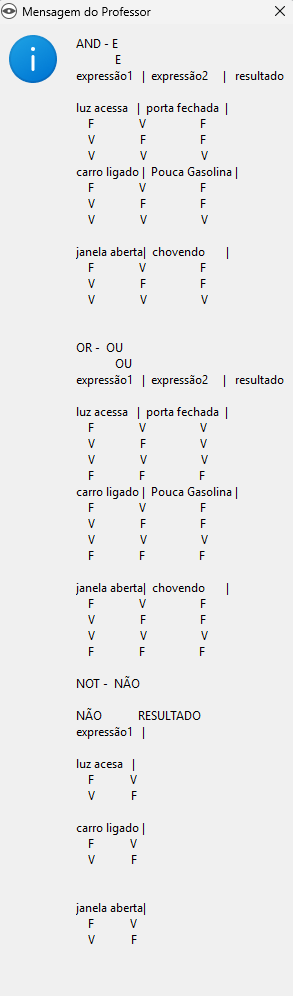 Mensagem do Professor
AND - E
E
expressão1 | expressão2 | resultado
luz acessa | porta fechada |
F V F
V F F
V V V
carro ligado | Pouca Gasolina |
F V F
V F F
V V V
janela aberta| chovendo |
F V F
V F F
V V V
OR - OU
OU
expressão1 | expressão2 | resultado
luz acessa | porta fechada |
F V V
V F V
V V V
F F F
carro ligado | Pouca Gasolina |
F V F
V F F
V V V
F F F
janela aberta| chovendo |
F V F
V F F
V V V
F F F
NOT - NÃO
NÃO RESULTADO
expressão1 |
luz acesa |
F V
V F
carro ligado |
F V
V F
janela aberta|
F V
V F